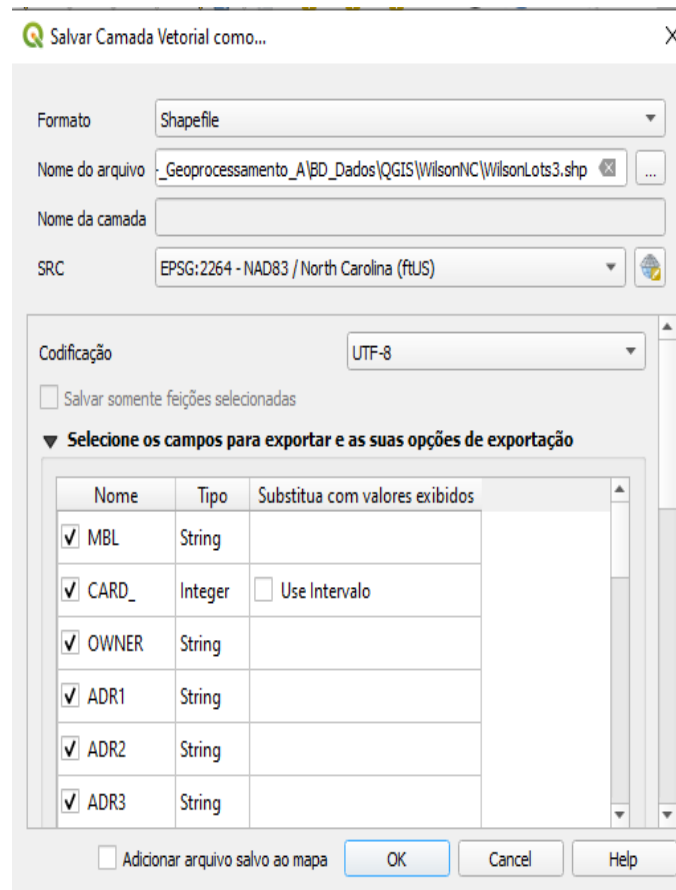 Salvar Camada Vetorial como...
Formato Shapefile
Nome do arquivo -_Geoprocessamento_A\BD_Dados\QGIS\WilsonNC\WilsonLots3.shp ...
Nome da camada
SRC EPSG:2264 - NAD83 / North Carolina (ftUS)
Codificação UTF-8
Salvar somente feições selecionadas
Selecione os campos para exportar e as suas opções de exportação
Nome Tipo Substitua com valores exibidos
MBL String
CARD_ Integer Use Intervalo
OWNER String
ADR1 String
ADR2 String
ADR3 String
Adicionar arquivo salvo ao mapa OK Cancel Help